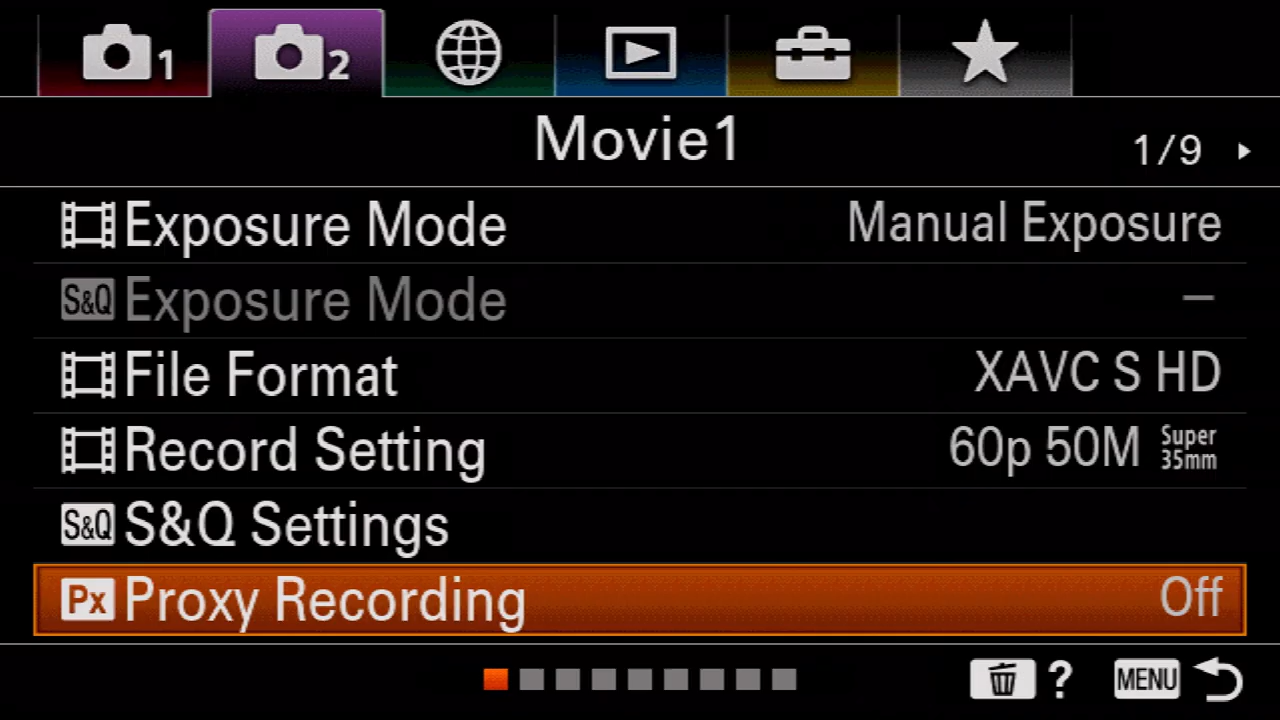 1 2
Movie1 1/9
Exposure Mode Manual Exposure
S&Q Exposure Mode –
File Format XAVC S HD
Record Setting 60p 50M Super 35mm
S&Q S&Q Settings
Px Proxy Recording Off
? MENU